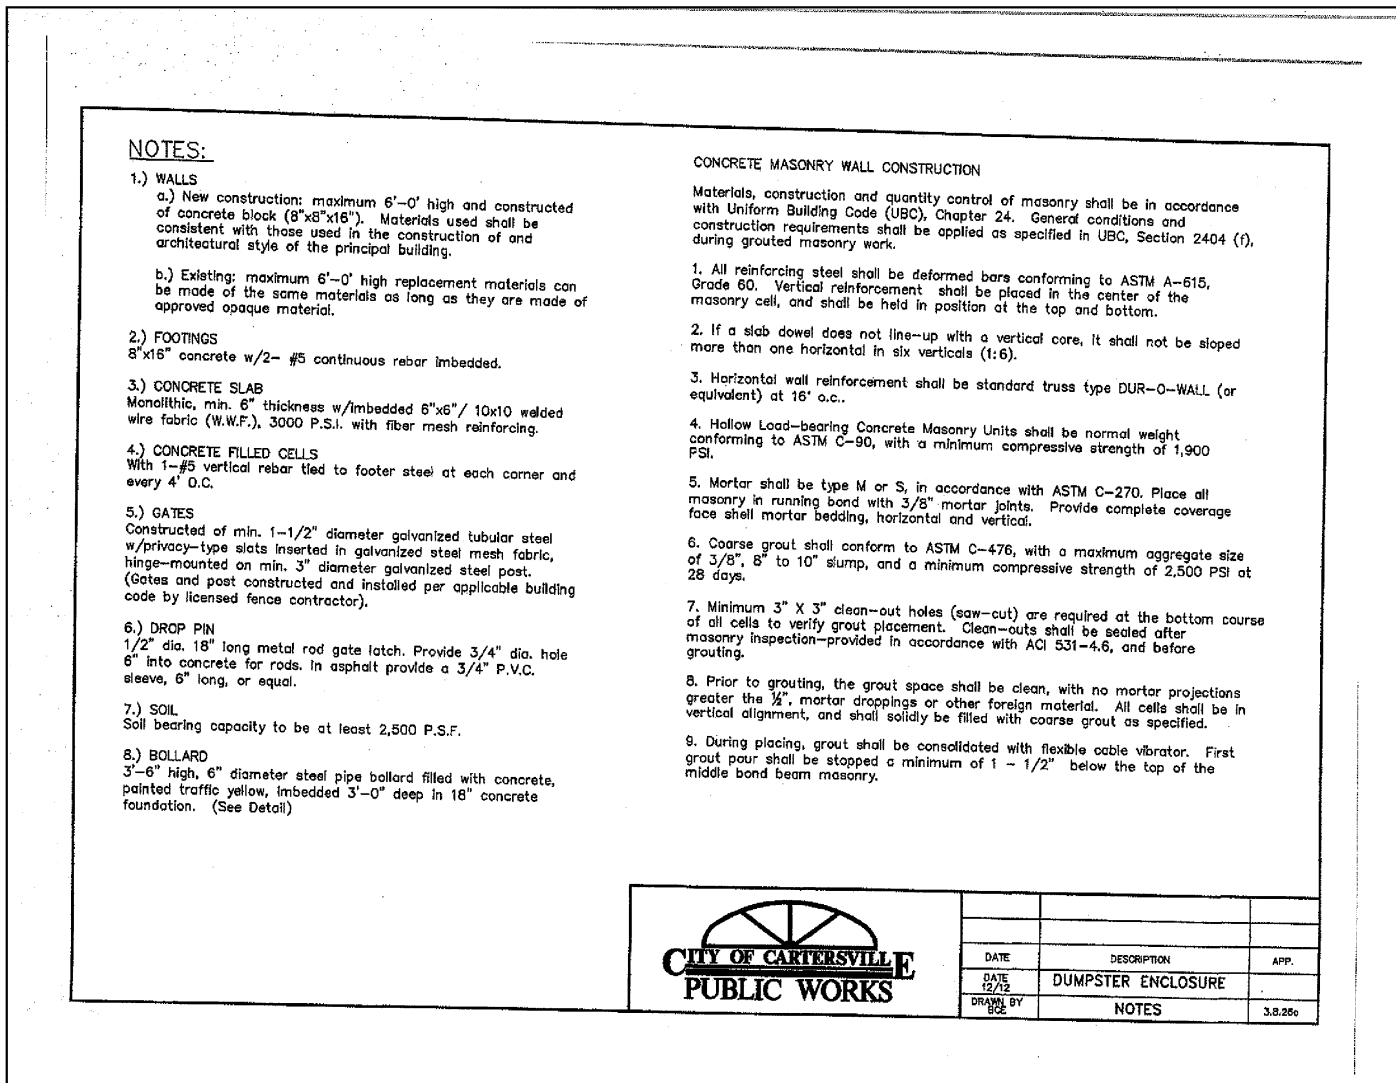 NOTES:
1.) WALLS
a.) New construction: maximum 6'-0' high and constructed
of concrete block (8"x8"x16"). Materials used shall be
consistent with those used in the construction of and
architeatural style of the principal building.
b.) Existing: maximum 6'-0' high replacement materials can
be made of the same materials as long as they are made of
approved opaque material.
2.) FOOTINGS
8"x16" concrete w/2- #5 continuous rebar imbedded.
3.) CONCRETE SLAB
Monolithic, min. 6" thickness w/imbedded 6"x6"/ 10x10 welded
wire fabric (W.W.F.), 3000 P.S.I. with fiber mesh reinforcing.
4.) CONCRETE FILLED CELLS
With 1-#5 vertical rebar tied to footer steel at each corner and
every 4' O.C.
5.) GATES
Constructed of min. 1-1/2" diameter galvanized tubular steel
w/privacy-type slats inserted in galvanized steel mesh fabric,
hinge-mounted on min. 3" diameter galvanized steel post.
(Gates and post constructed and installed per applicable building
code by licensed fence contractor).
6.) DROP PIN
1/2" dia. 18" long metal rod gate latch. Provide 3/4" dia. hole
6" into concrete for rods. In asphalt provide a 3/4" P.V.C.
sleeve, 6" long, or equal.
7.) SOIL
Soil bearing capacity to be at least 2,500 P.S.F.
8.) BOLLARD
3'-6" high, 6" diameter steel pipe bollard filled with concrete,
painted traffic yellow, imbedded 3'-0" deep in 18" concrete
foundation. (See Detail)
CONCRETE MASONRY WALL CONSTRUCTION
Materials, construction and quantity control of masonry shall be in accordance
with Uniform Building Code (UBC), Chapter 24. General conditions and
construction requirements shall be applied as specified in UBC, Section 2404 (f),
during grouted masonry work.
1. All reinforcing steel shall be deformed bars conforming to ASTM A-615,
Grade 60. Vertical reinforcement shall be placed in the center of the
masonry cell, and shall be held in position at the top and bottom.
2. If a slab dowel does not line-up with a vertical core, it shall not be sloped
more than one horizontal in six verticals (1:6).
3. Horizontal wall reinforcement shall be standard truss type DUR-O-WALL (or
equivalent) at 16' o.c..
4. Hollow Load-bearing Concrete Masonry Units shall be normal weight
conforming to ASTM C-90, with a minimum compressive strength of 1,900
PSI.
5. Mortar shall be type M or S, in accordance with ASTM C-270. Place all
masonry in running bond with 3/8" mortar joints. Provide complete coverage
face shell mortar bedding, horizontal and vertical.
6. Coarse grout shall conform to ASTM C-476, with a maximum aggregate size
of 3/8", 8" to 10" slump, and a minimum compressive strength of 2,500 PSI at
28 days.
7. Minimum 3" X 3" clean-out holes (saw-cut) are required at the bottom course
of all cells to verify grout placement. Clean-outs shall be sealed after
masonry inspection-provided in accordance with ACI 531-4.6, and before
grouting.
8. Prior to grouting, the grout space shall be clean, with no mortar projections
greater the ½", mortar droppings or other foreign material. All cells shall be in
vertical alignment, and shall solidly be filled with coarse grout as specified.
9. During placing, grout shall be consolidated with flexible cable vibrator. First
grout pour shall be stopped a minimum of 1 - 1/2" below the top of the
middle bond beam masonry.
CITY OF CARTERSVILLE
PUBLIC WORKS
DATE DESCRIPTION APP.
DATE 12/12 DUMPSTER ENCLOSURE
DRAWN BY BCE NOTES 3.8.26c